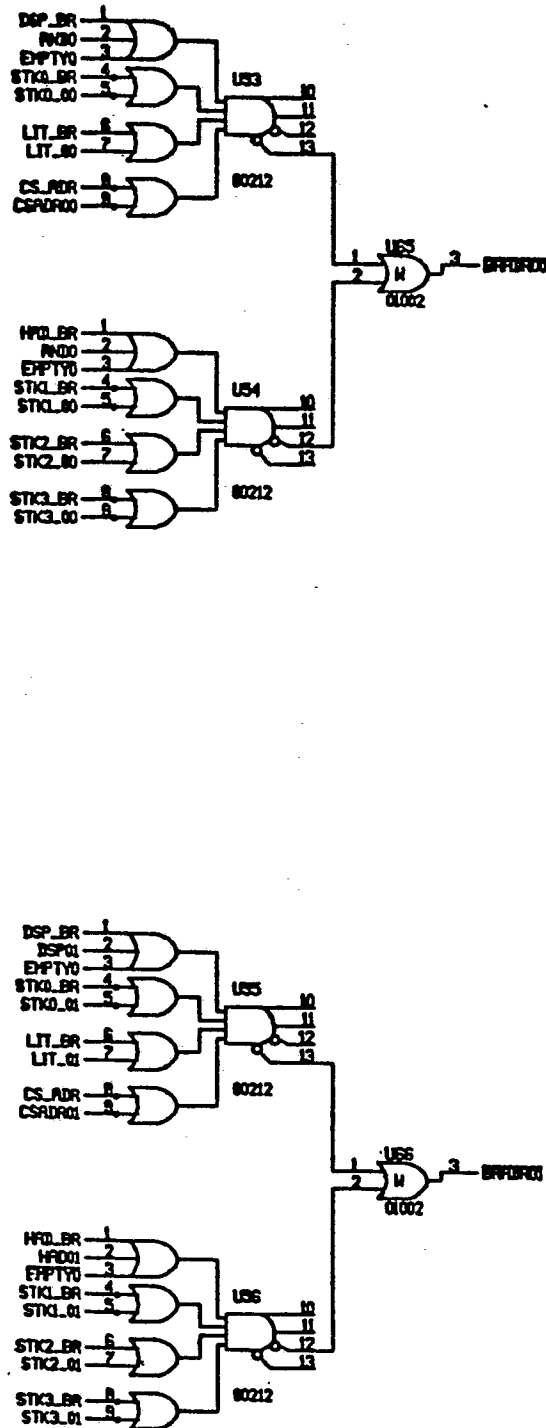 DSP_BR 1
AND0 2
EMPTY0 3
STK0_BR 4
STK0_00 5
LIT_BR 6
LIT_00 7
CS_ADR 8
CSADR00 9
U53
10
11
12
13
80212
U65
1
2
W
3 BRADR00
01002
HAD_BR 1
AND0 2
EMPTY0 3
STK1_BR 4
STK1_00 5
STK2_BR 6
STK2_00 7
STK3_BR 8
STK3_00 9
U54
10
11
12
13
80212
DSP_BR 1
DSP01 2
EMPTY0 3
STK0_BR 4
STK0_01 5
LIT_BR 6
LIT_01 7
CS_ADR 8
CSADR01 9
U55
10
11
12
13
80212
U66
1
2
W
3 BRADR01
01002
HAD_BR 1
HAD01 2
EMPTY0 3
STK1_BR 4
STK1_01 5
STK2_BR 6
STK2_01 7
STK3_BR 8
STK3_01 9
U56
10
11
12
13
80212